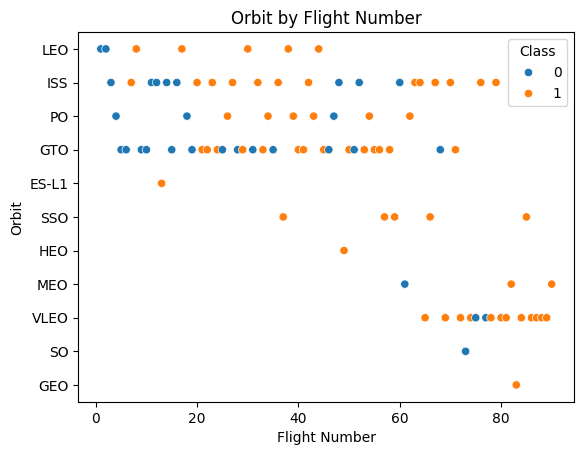 Orbit by Flight Number
Class
0
1
LEO
ISS
PO
GTO
ES-L1
SSO
HEO
MEO
VLEO
SO
GEO
Orbit
0 20 40 60 80
Flight Number